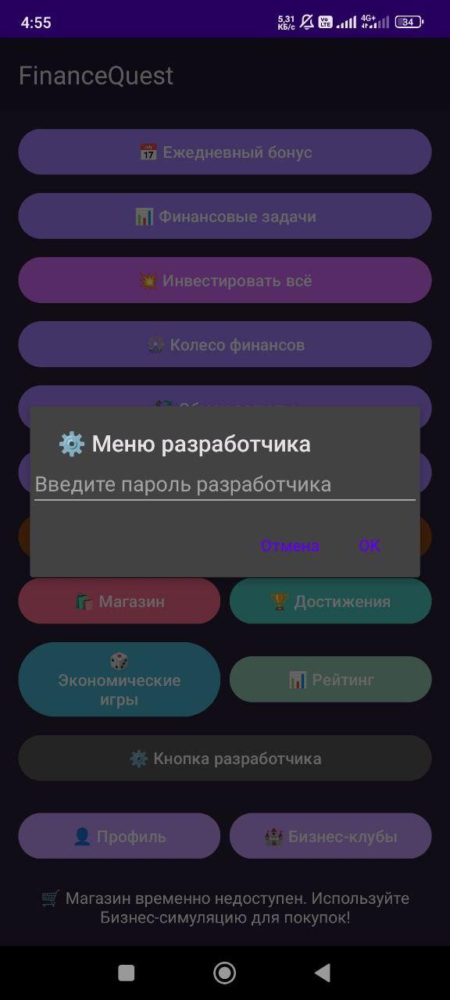 4:55
5,31
КБ/с
Vo
LTE
4G+
34
FinanceQuest
📅 Ежедневный бонус
📊 Финансовые задачи
💥 Инвестировать всё
🎡 Колесо финансов
⚙️ Меню разработчика
Введите пароль разработчика
Отмена OK
🛍️ Магазин
🏆 Достижения
🎲
Экономические
игры
📊 Рейтинг
⚙️ Кнопка разработчика
👤 Профиль
🏰 Бизнес-клубы
🛒 Магазин временно недоступен. Используйте
Бизнес-симуляцию для покупок!